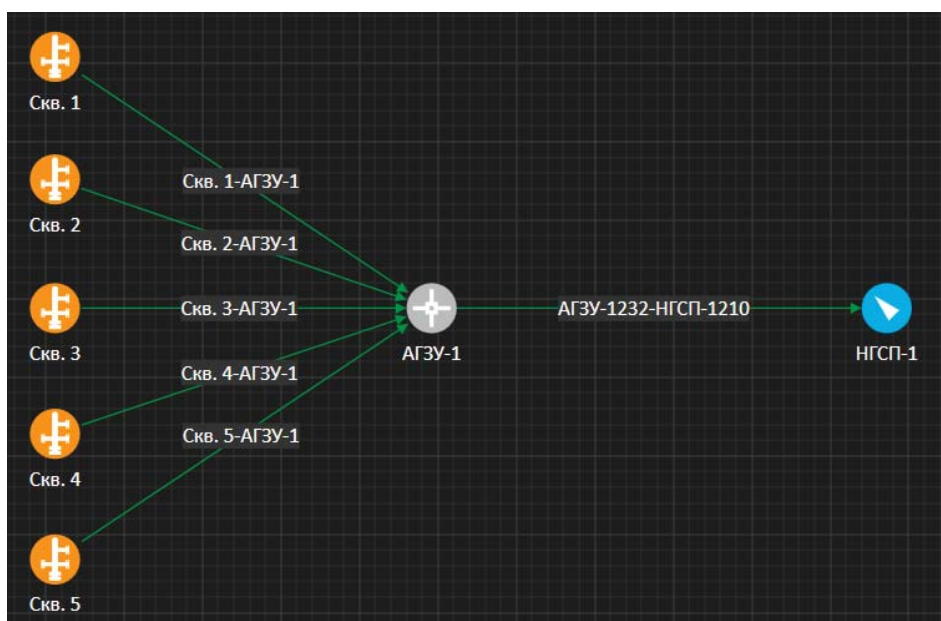 Скв. 1
Скв. 1-АГЗУ-1
Скв. 2
Скв. 2-АГЗУ-1
Скв. 3-АГЗУ-1
АГЗУ-1232-НГСП-1210
Скв. 3
АГЗУ-1
НГСП-1
Скв. 4-АГЗУ-1
Скв. 5-АГЗУ-1
Скв. 4
Скв. 5